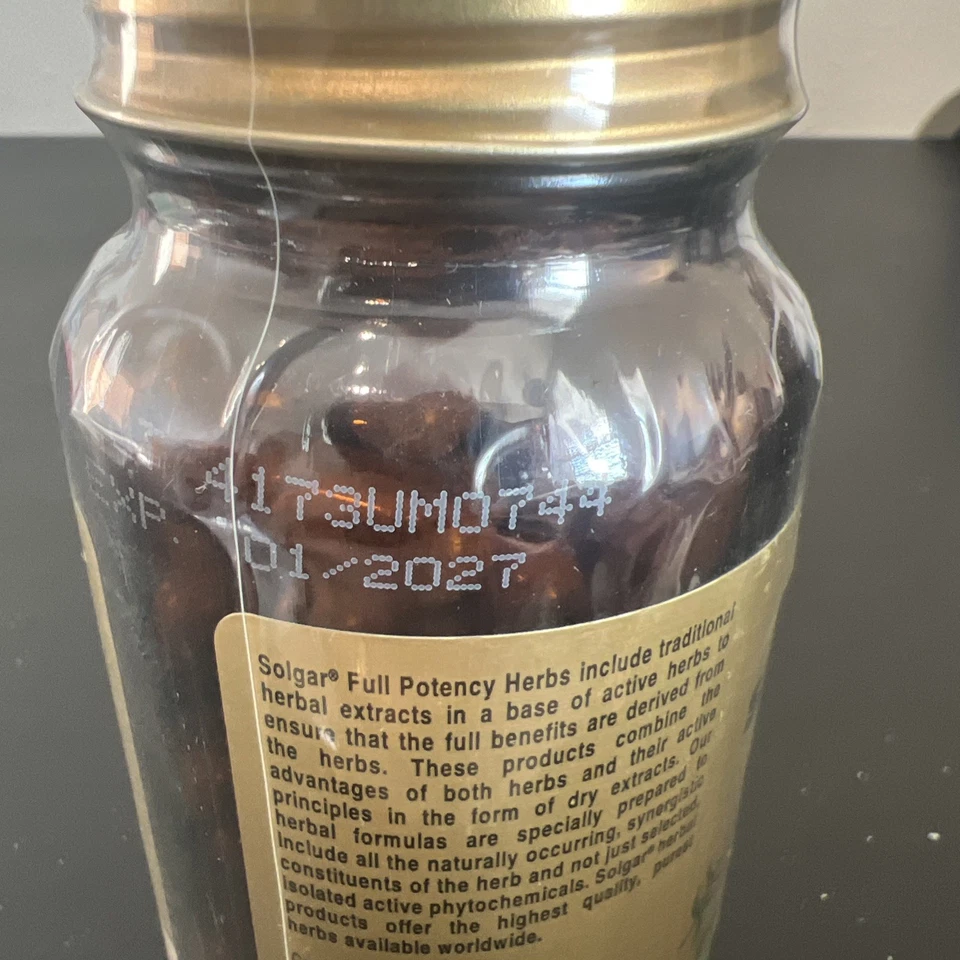 EXP 4173UMO744
01/2027
Solgar® Full Potency Herbs include traditional
herbal extracts in a base of active herbs to
ensure that the full benefits are derived from
the herbs. These products combine the
advantages of both herbs and their active
principles in the form of dry extracts. Our
herbal formulas are specially prepared to
include all the naturally occurring, synergistic
constituents of the herb and not just selected,
isolated active phytochemicals. Solgar® herbal
products offer the highest quality, purest
herbs available worldwide.